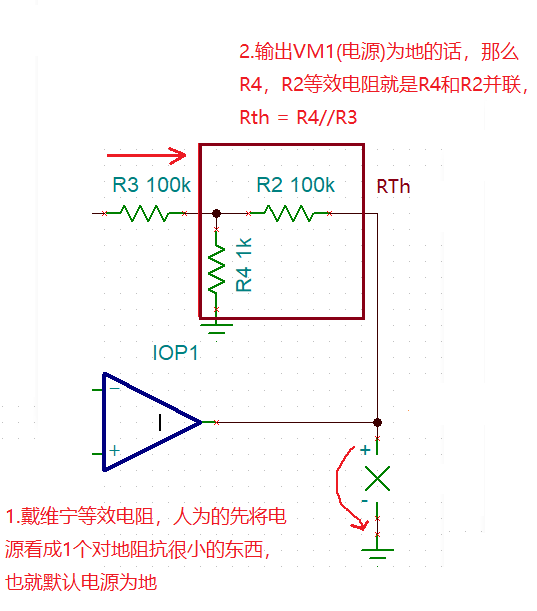 2.输出VM1(电源)为地的话，那么
R4，R2等效电阻就是R4和R2并联，
Rth = R4//R3
R3 100k
R2 100k
RTh
R4 1k
IOP1
−
+
+
-
1.戴维宁等效电阻，人为的先将电
源看成1个对地阻抗很小的东西，
也就默认电源为地